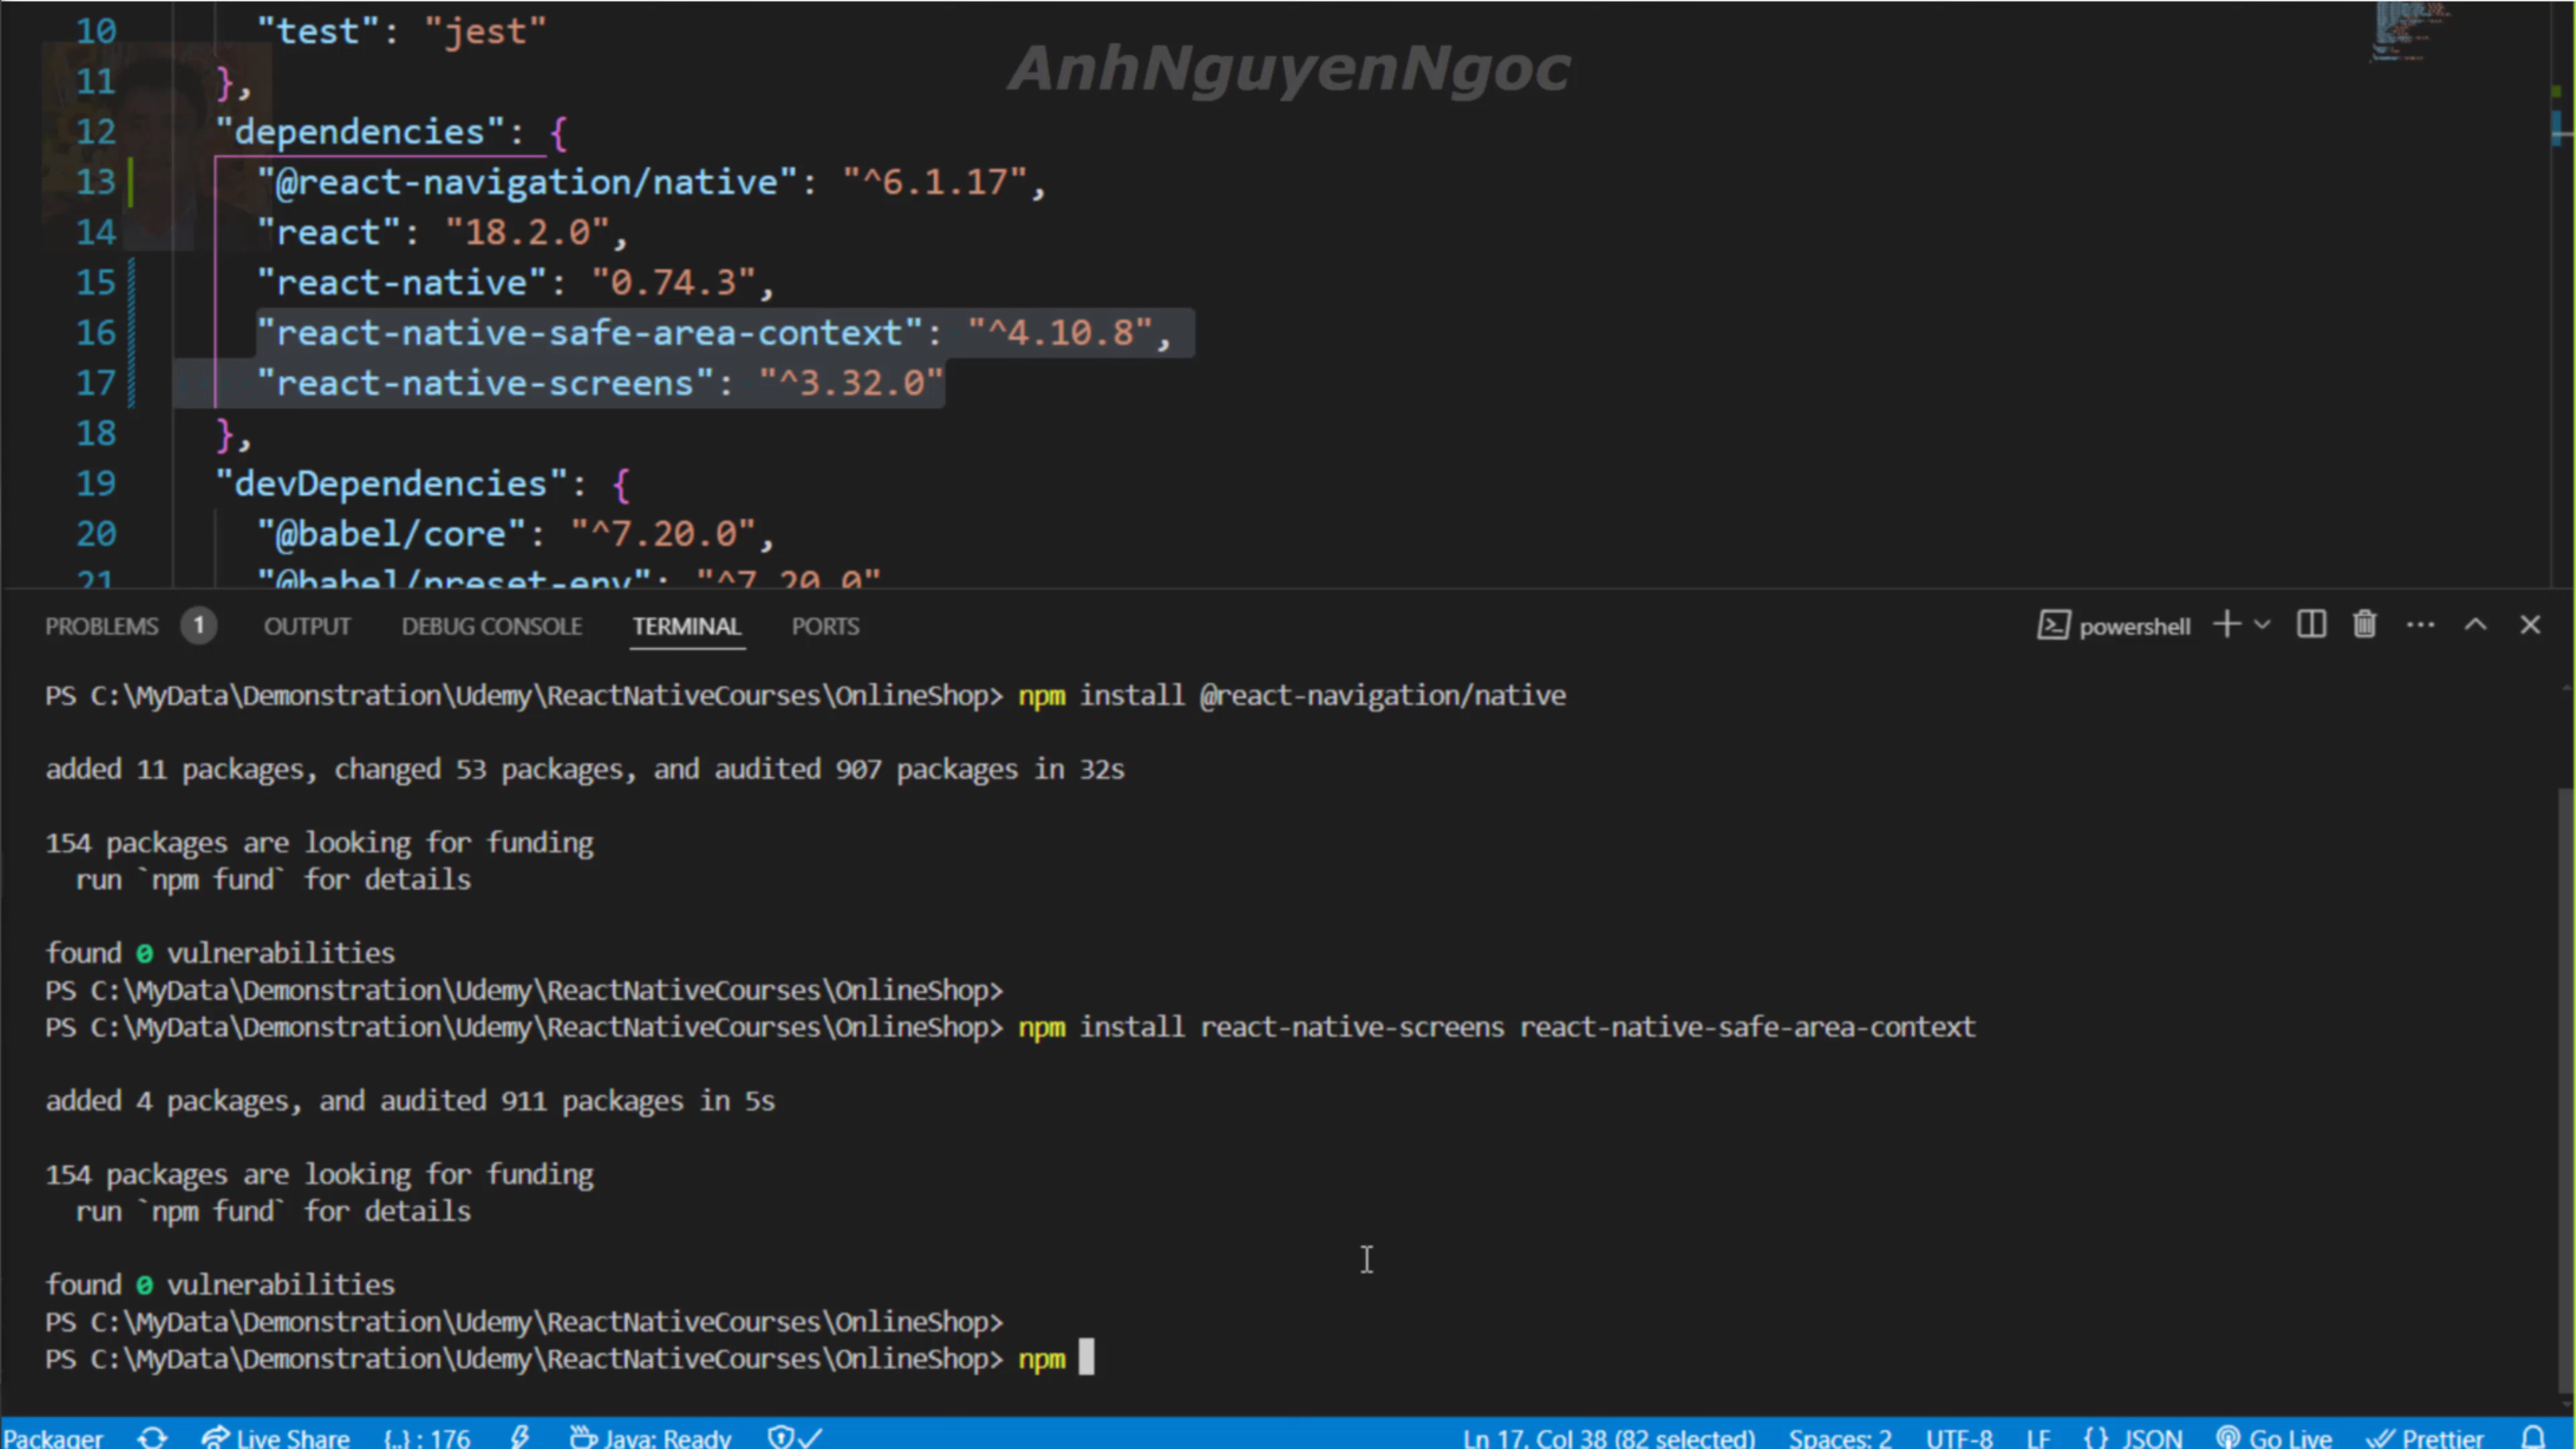 10 "test": "jest"
AnhNguyenNgoc
11 },
12 "dependencies": {
13 "@react-navigation/native": "^6.1.17",
14 "react": "18.2.0",
15 "react-native": "0.74.3",
16 "react-native-safe-area-context": "^4.10.8",
17 "react-native-screens": "^3.32.0"
18 },
19 "devDependencies": {
20 "@babel/core": "^7.20.0",
21 "@babel/preset-env": "^7.20.0"
PROBLEMS 1 OUTPUT DEBUG CONSOLE TERMINAL PORTS powershell
PS C:\MyData\Demonstration\Udemy\ReactNativeCourses\OnlineShop> npm install @react-navigation/native
added 11 packages, changed 53 packages, and audited 907 packages in 32s
154 packages are looking for funding
run `npm fund` for details
found 0 vulnerabilities
PS C:\MyData\Demonstration\Udemy\ReactNativeCourses\OnlineShop>
PS C:\MyData\Demonstration\Udemy\ReactNativeCourses\OnlineShop> npm install react-native-screens react-native-safe-area-context
added 4 packages, and audited 911 packages in 5s
154 packages are looking for funding
run `npm fund` for details
found 0 vulnerabilities
PS C:\MyData\Demonstration\Udemy\ReactNativeCourses\OnlineShop>
PS C:\MyData\Demonstration\Udemy\ReactNativeCourses\OnlineShop> npm
Packager Live Share {..} : 176 Java: Ready Ln 17, Col 38 (82 selected) Spaces: 2 UTF-8 LF {} JSON Go Live Prettier